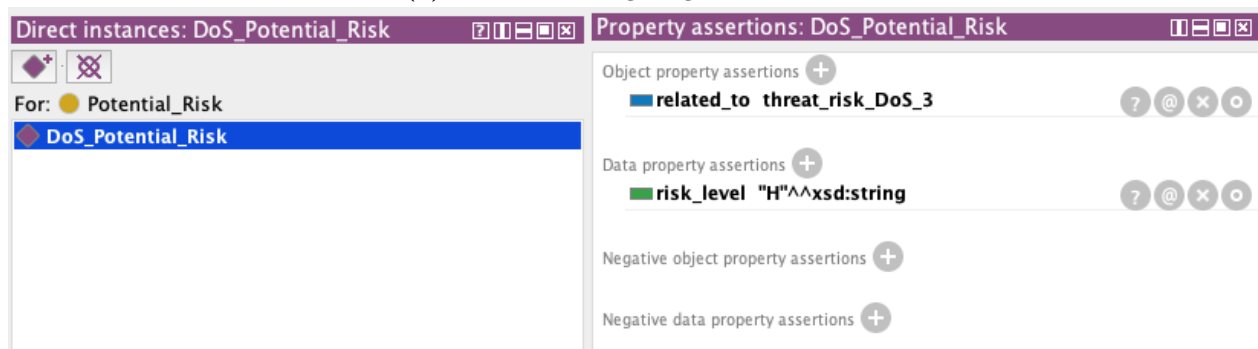 Direct instances: DoS_Potential_Risk
For: Potential_Risk
DoS_Potential_Risk
Property assertions: DoS_Potential_Risk
Object property assertions
related_to threat_risk_DoS_3
Data property assertions
risk_level "H"^^xsd:string
Negative object property assertions
Negative data property assertions